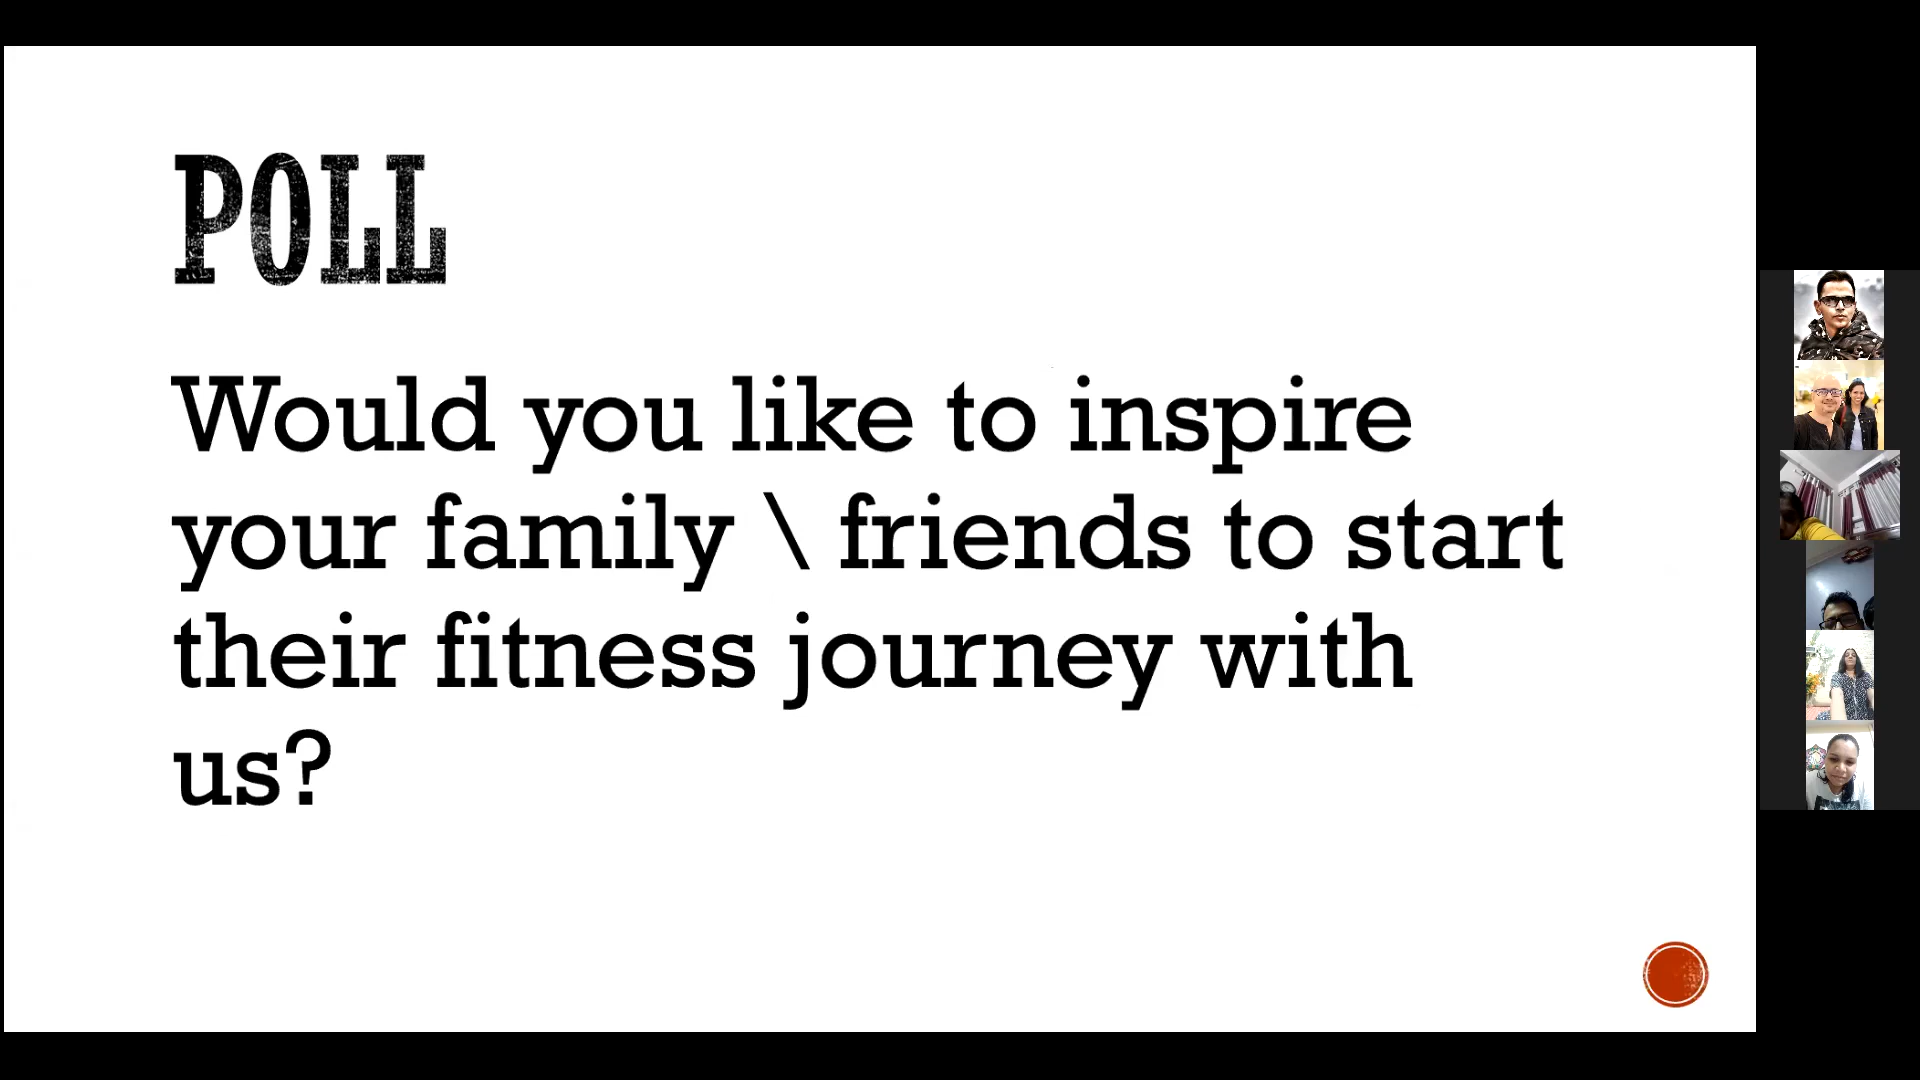 POLL
Would you like to inspire
your family \ friends to start
their fitness journey with
us?